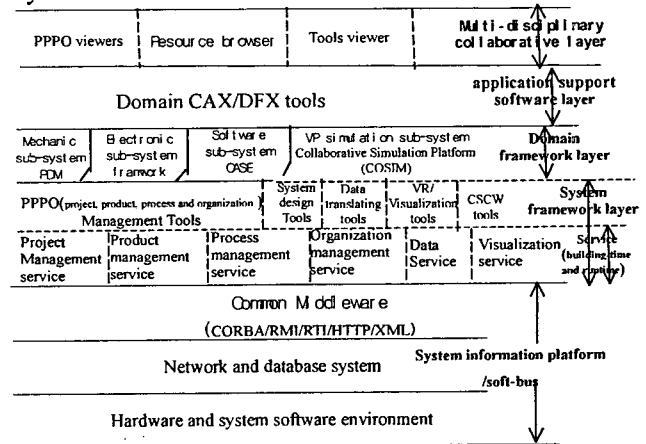 PPPO viewers Resource browser Tools viewer Multi-disciplinary
collaborative layer
Domain CAX/DFX tools application support
software layer
Mechanic Electronic Software VP simulation sub-system Domain
sub-system sub-system sub-system Collaborative Simulation Platform framework layer
PDM framwork CASE (COSIM)
PPPO(project, product, process and organization ) System Data VR/ CSCW System
Management Tools design translating Visualization tools framework layer
Tools tools tools
Project Product Process Organization Data Visualization Service
Management management management management Service service (building time
service service service service and runtime)
Common Middleware
(CORBA/RMI/RTI/HTTP/XML)
Network and database system System information platform
/soft-bus
Hardware and system software environment